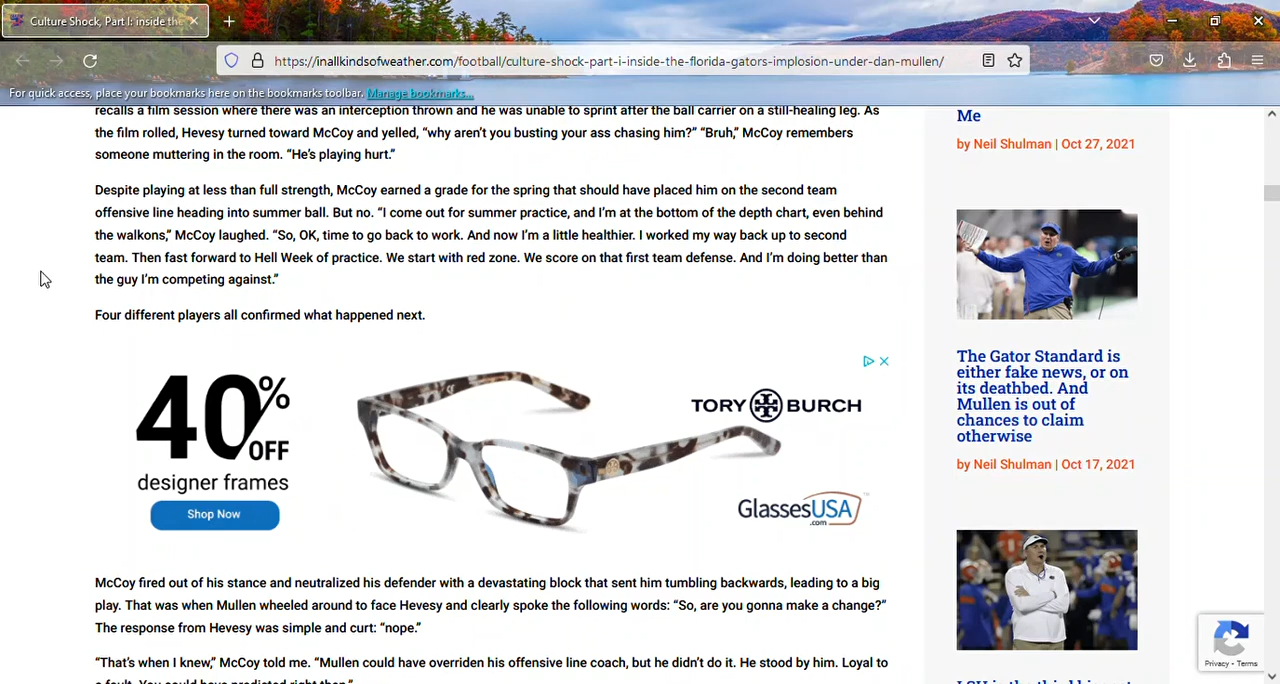 Culture Shock, Part I: inside the
https://inallkindsofweather.com/football/culture-shock-part-i-inside-the-florida-gators-implosion-under-dan-mullen/
For quick access, place your bookmarks here on the bookmarks toolbar. Manage bookmarks...
recalls a film session where there was an interception thrown and he was unable to sprint after the ball carrier on a still-healing leg. As
the film rolled, Hevesy turned toward McCoy and yelled, “why aren’t you busting your ass chasing him?” “Bruh,” McCoy remembers
someone muttering in the room. “He’s playing hurt.”
Despite playing at less than full strength, McCoy earned a grade for the spring that should have placed him on the second team
offensive line heading into summer ball. But no. “I come out for summer practice, and I’m at the bottom of the depth chart, even behind
the walkons,” McCoy laughed. “So, OK, time to go back to work. And now I’m a little healthier. I worked my way back up to second
team. Then fast forward to Hell Week of practice. We start with red zone. We score on that first team defense. And I’m doing better than
the guy I’m competing against.”
Four different players all confirmed what happened next.
40% OFF
designer frames
Shop Now
TORY BURCH
GlassesUSA
.com
McCoy fired out of his stance and neutralized his defender with a devastating block that sent him tumbling backwards, leading to a big
play. That was when Mullen wheeled around to face Hevesy and clearly spoke the following words: “So, are you gonna make a change?”
The response from Hevesy was simple and curt: “nope.”
“That’s when I knew,” McCoy told me. “Mullen could have overriden his offensive line coach, but he didn’t do it. He stood by him. Loyal to
a fault. You could have predicted right then.”
Me
by Neil Shulman | Oct 27, 2021
The Gator Standard is
either fake news, or on
its deathbed. And
Mullen is out of
chances to claim
otherwise
by Neil Shulman | Oct 17, 2021
Privacy - Terms